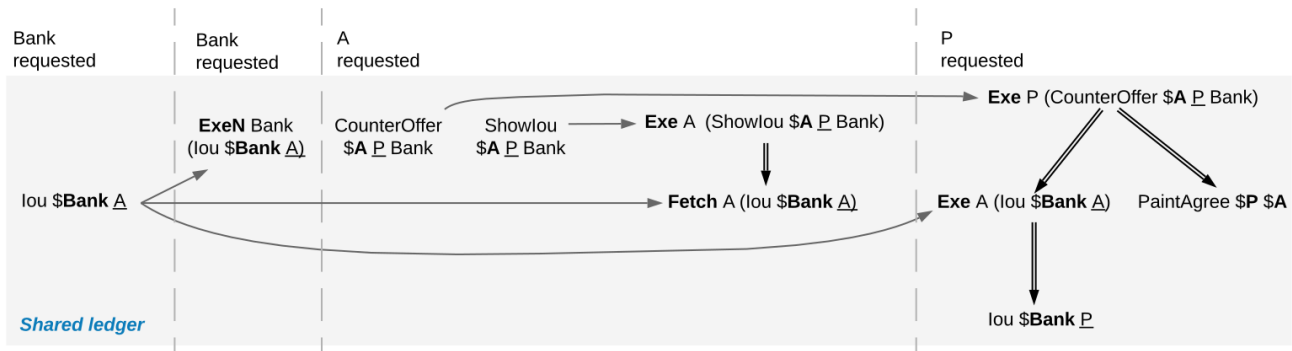 Bank
requested
Bank
requested
A
requested
P
requested
Exe P (CounterOffer $A P Bank)
ExeN Bank
(Iou $Bank A)
CounterOffer
$A P Bank
ShowIou
$A P Bank
Exe A (ShowIou $A P Bank)
Iou $Bank A
Fetch A (Iou $Bank A)
Exe A (Iou $Bank A)
PaintAgree $P $A
Iou $Bank P
Shared ledger